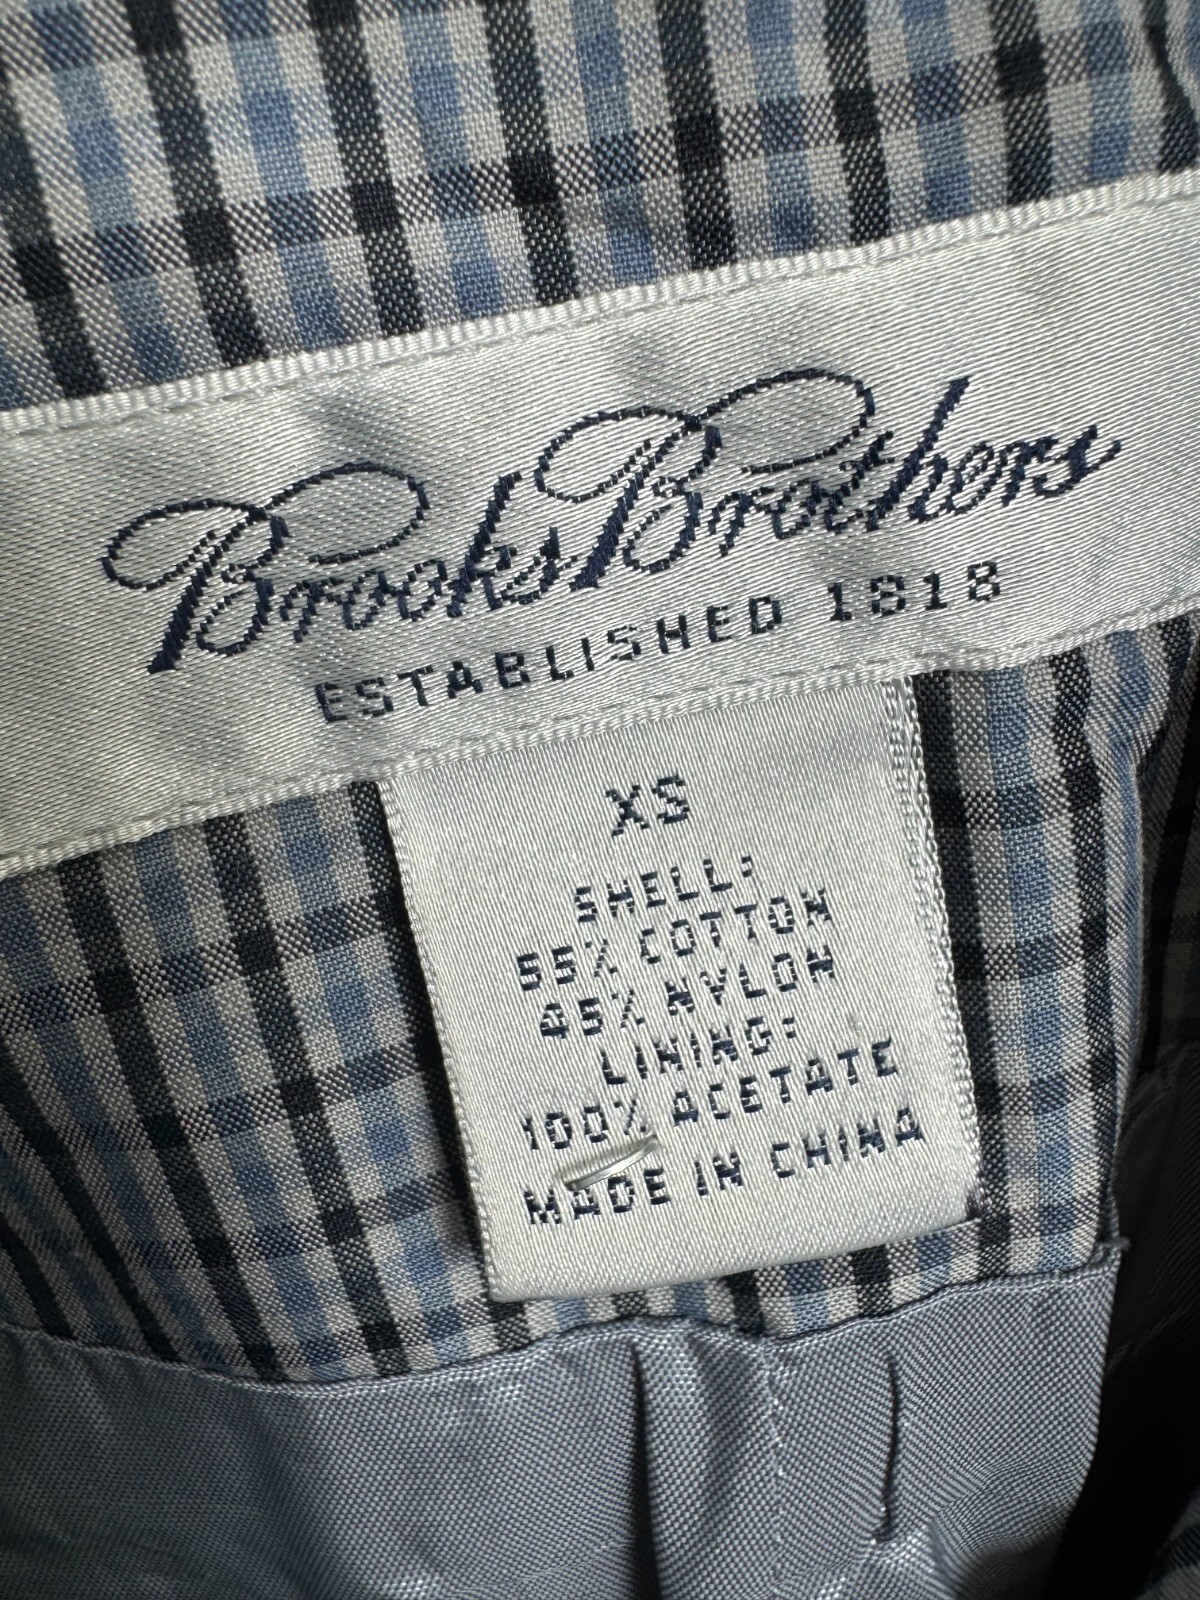 Brooks Brothers
ESTABLISHED 1818
XS
SHELL:
55% COTTON
45% NYLON
LINING:
100% ACETATE
MADE IN CHINA